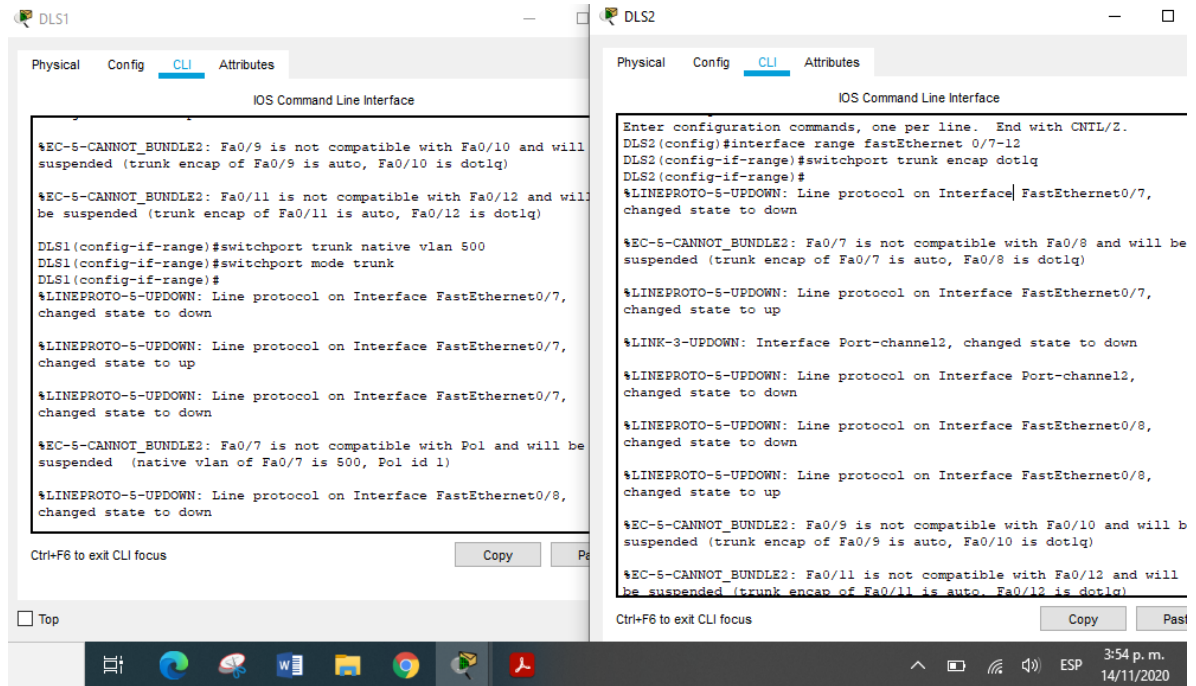 DLS1
Physical Config CLI Attributes
IOS Command Line Interface
%EC-5-CANNOT_BUNDLE2: Fa0/9 is not compatible with Fa0/10 and will
suspended (trunk encap of Fa0/9 is auto, Fa0/10 is dot1q)
%EC-5-CANNOT_BUNDLE2: Fa0/11 is not compatible with Fa0/12 and will
be suspended (trunk encap of Fa0/11 is auto, Fa0/12 is dot1q)
DLS1(config-if-range)#switchport trunk native vlan 500
DLS1(config-if-range)#switchport mode trunk
DLS1(config-if-range)#
%LINEPROTO-5-UPDOWN: Line protocol on Interface FastEthernet0/7,
changed state to down
%LINEPROTO-5-UPDOWN: Line protocol on Interface FastEthernet0/7,
changed state to up
%LINEPROTO-5-UPDOWN: Line protocol on Interface FastEthernet0/7,
changed state to down
%EC-5-CANNOT_BUNDLE2: Fa0/7 is not compatible with Po1 and will be
suspended (native vlan of Fa0/7 is 500, Po1 id 1)
%LINEPROTO-5-UPDOWN: Line protocol on Interface FastEthernet0/8,
changed state to down
Ctrl+F6 to exit CLI focus
Copy
Pa
Top
DLS2
Physical Config CLI Attributes
IOS Command Line Interface
Enter configuration commands, one per line. End with CNTL/Z.
DLS2(config)#interface range fastEthernet 0/7-12
DLS2(config-if-range)#switchport trunk encap dot1q
DLS2(config-if-range)#
%LINEPROTO-5-UPDOWN: Line protocol on Interface FastEthernet0/7,
changed state to down
%EC-5-CANNOT_BUNDLE2: Fa0/7 is not compatible with Fa0/8 and will be
suspended (trunk encap of Fa0/7 is auto, Fa0/8 is dot1q)
%LINEPROTO-5-UPDOWN: Line protocol on Interface FastEthernet0/7,
changed state to up
%LINK-3-UPDOWN: Interface Port-channel2, changed state to down
%LINEPROTO-5-UPDOWN: Line protocol on Interface Port-channel2,
changed state to down
%LINEPROTO-5-UPDOWN: Line protocol on Interface FastEthernet0/8,
changed state to down
%LINEPROTO-5-UPDOWN: Line protocol on Interface FastEthernet0/8,
changed state to up
%EC-5-CANNOT_BUNDLE2: Fa0/9 is not compatible with Fa0/10 and will b
suspended (trunk encap of Fa0/9 is auto, Fa0/10 is dot1q)
%EC-5-CANNOT_BUNDLE2: Fa0/11 is not compatible with Fa0/12 and will
be suspended (trunk encap of Fa0/11 is auto, Fa0/12 is dot1q)
Ctrl+F6 to exit CLI focus
Copy
Past
ESP
3:54 p. m.
14/11/2020